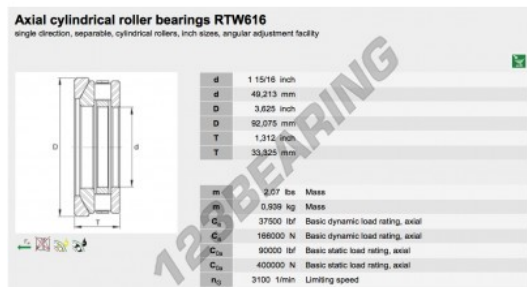 Axial cylindrical roller bearings RTW616
single direction, separable, cylindrical rollers, inch sizes, angular adjustment facility
d 1 15/16 inch
d 49,213 mm
D 3,625 inch
D 92,075 mm
T 1,312 inch
T 33,325 mm
D d
T
m 2,07 lbs Mass
m 0,939 kg Mass
Ca 37500 lbf Basic dynamic load rating, axial
Ca 166000 N Basic dynamic load rating, axial
C0a 90000 lbf Basic static load rating, axial
C0a 400000 N Basic static load rating, axial
nG 3100 1/min Limiting speed
123BEARING